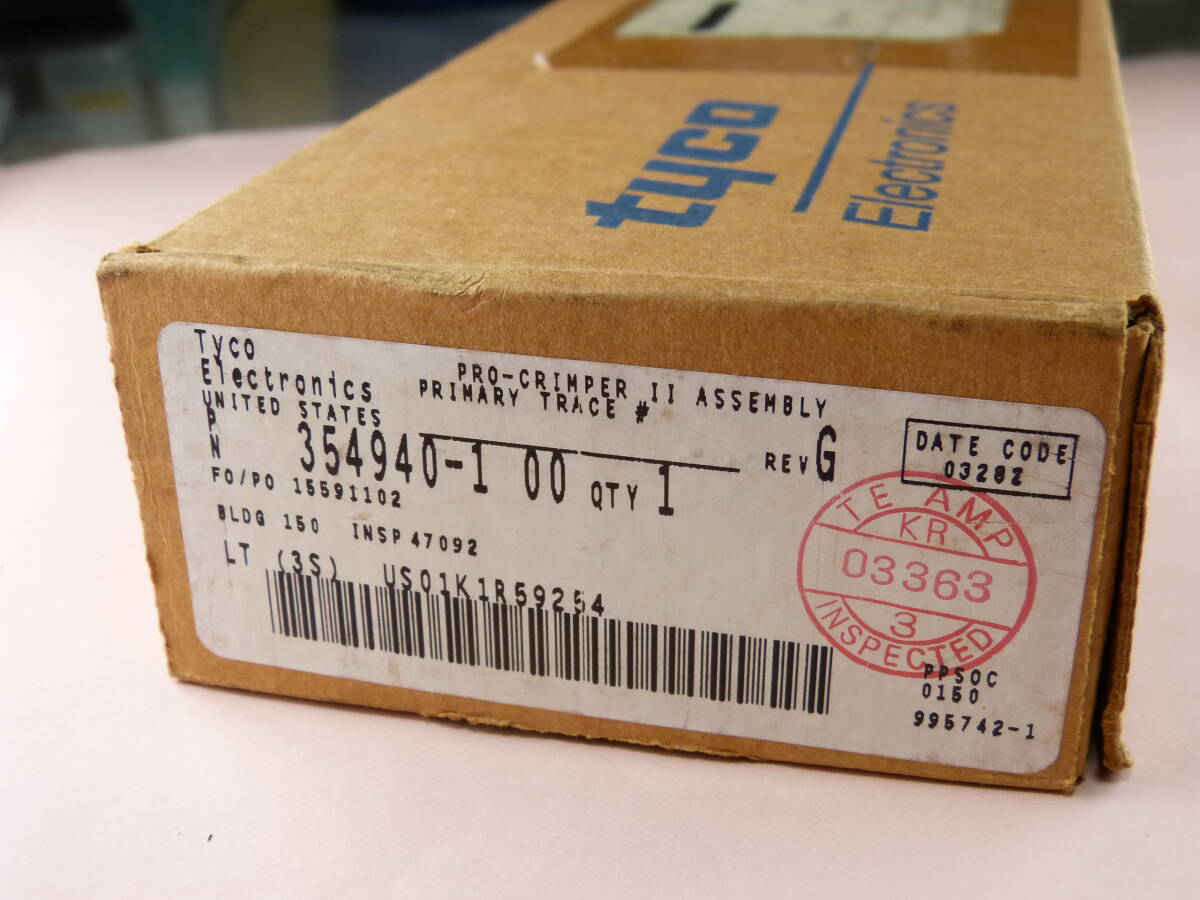 tyco
Electronics
Tyco
Electronics
UNITED STATES
PRO-CRIMPER II ASSEMBLY
PRIMARY TRACE #
PN 354940-1 00 QTY 1 REV G
DATE CODE
03282
FO/PO 15591102
BLDG 150 INSP 47092
LT (3S) US01K1R59254
TE AMP
KR
03363
3
INSPECTED
PPSOC
0150
995742-1